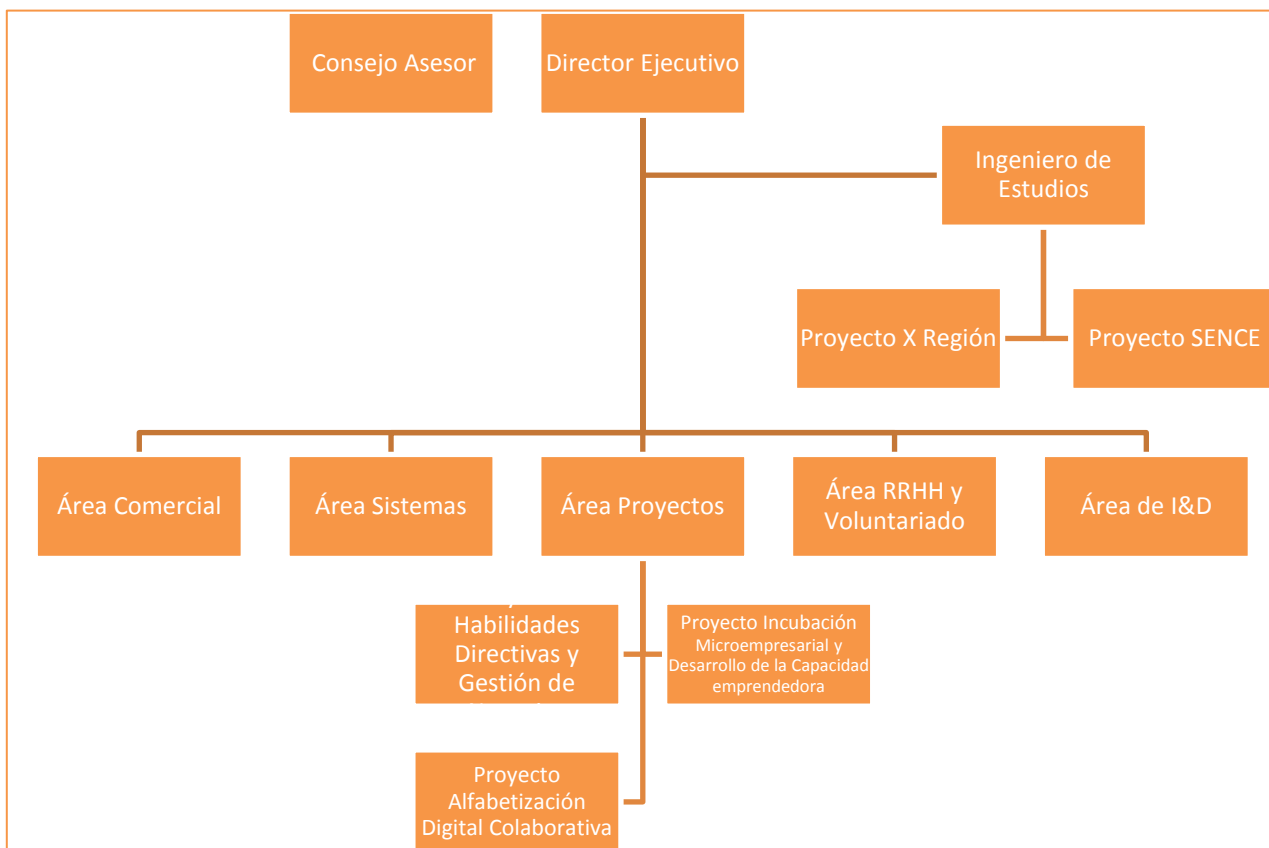 Consejo Asesor
Director Ejecutivo
Ingeniero de
Estudios
Proyecto X Región
Proyecto SENCE
Área Comercial
Área Sistemas
Área Proyectos
Área RRHH y
Voluntariado
Área de I&D
Habilidades
Directivas y
Gestión de
Proyecto Incubación
Microempresarial y
Desarrollo de la Capacidad
emprendedora
Proyecto
Alfabetización
Digital Colaborativa